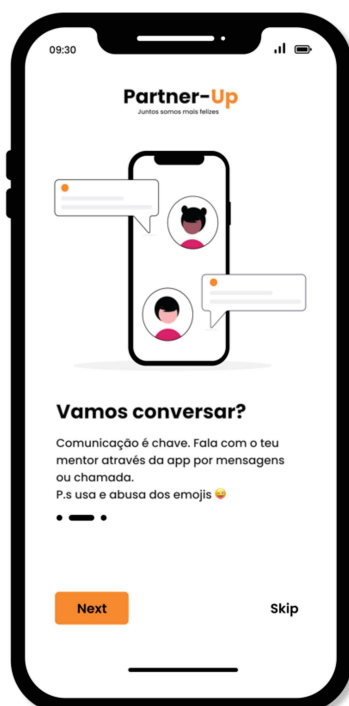 09:30
Partner-Up
Juntos somos mais felizes
Vamos conversar?
Comunicação é chave. Fala com o teu
mentor através da app por mensagens
ou chamada.
P.s usa e abusa dos emojis 😜
Next
Skip